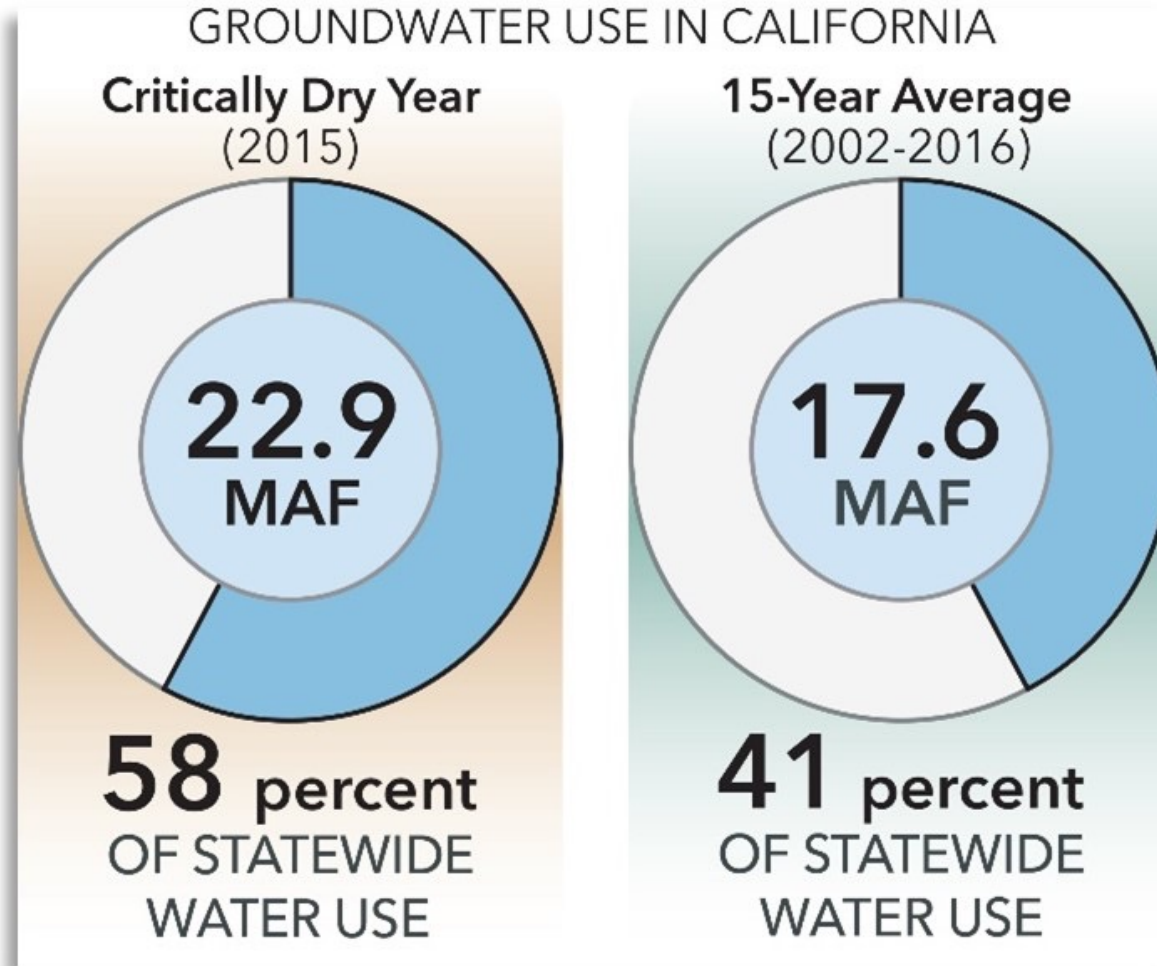 GROUNDWATER USE IN CALIFORNIA
Critically Dry Year
(2015)
22.9
MAF
58 percent
OF STATEWIDE
WATER USE
15-Year Average
(2002-2016)
17.6
MAF
41 percent
OF STATEWIDE
WATER USE